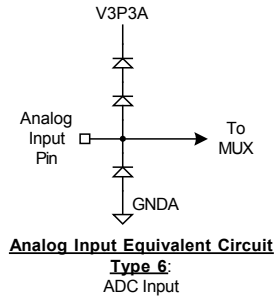 V3P3A
Analog
Input
Pin
To
MUX
GNDA
Analog Input Equivalent Circuit
Type 6:
ADC Input